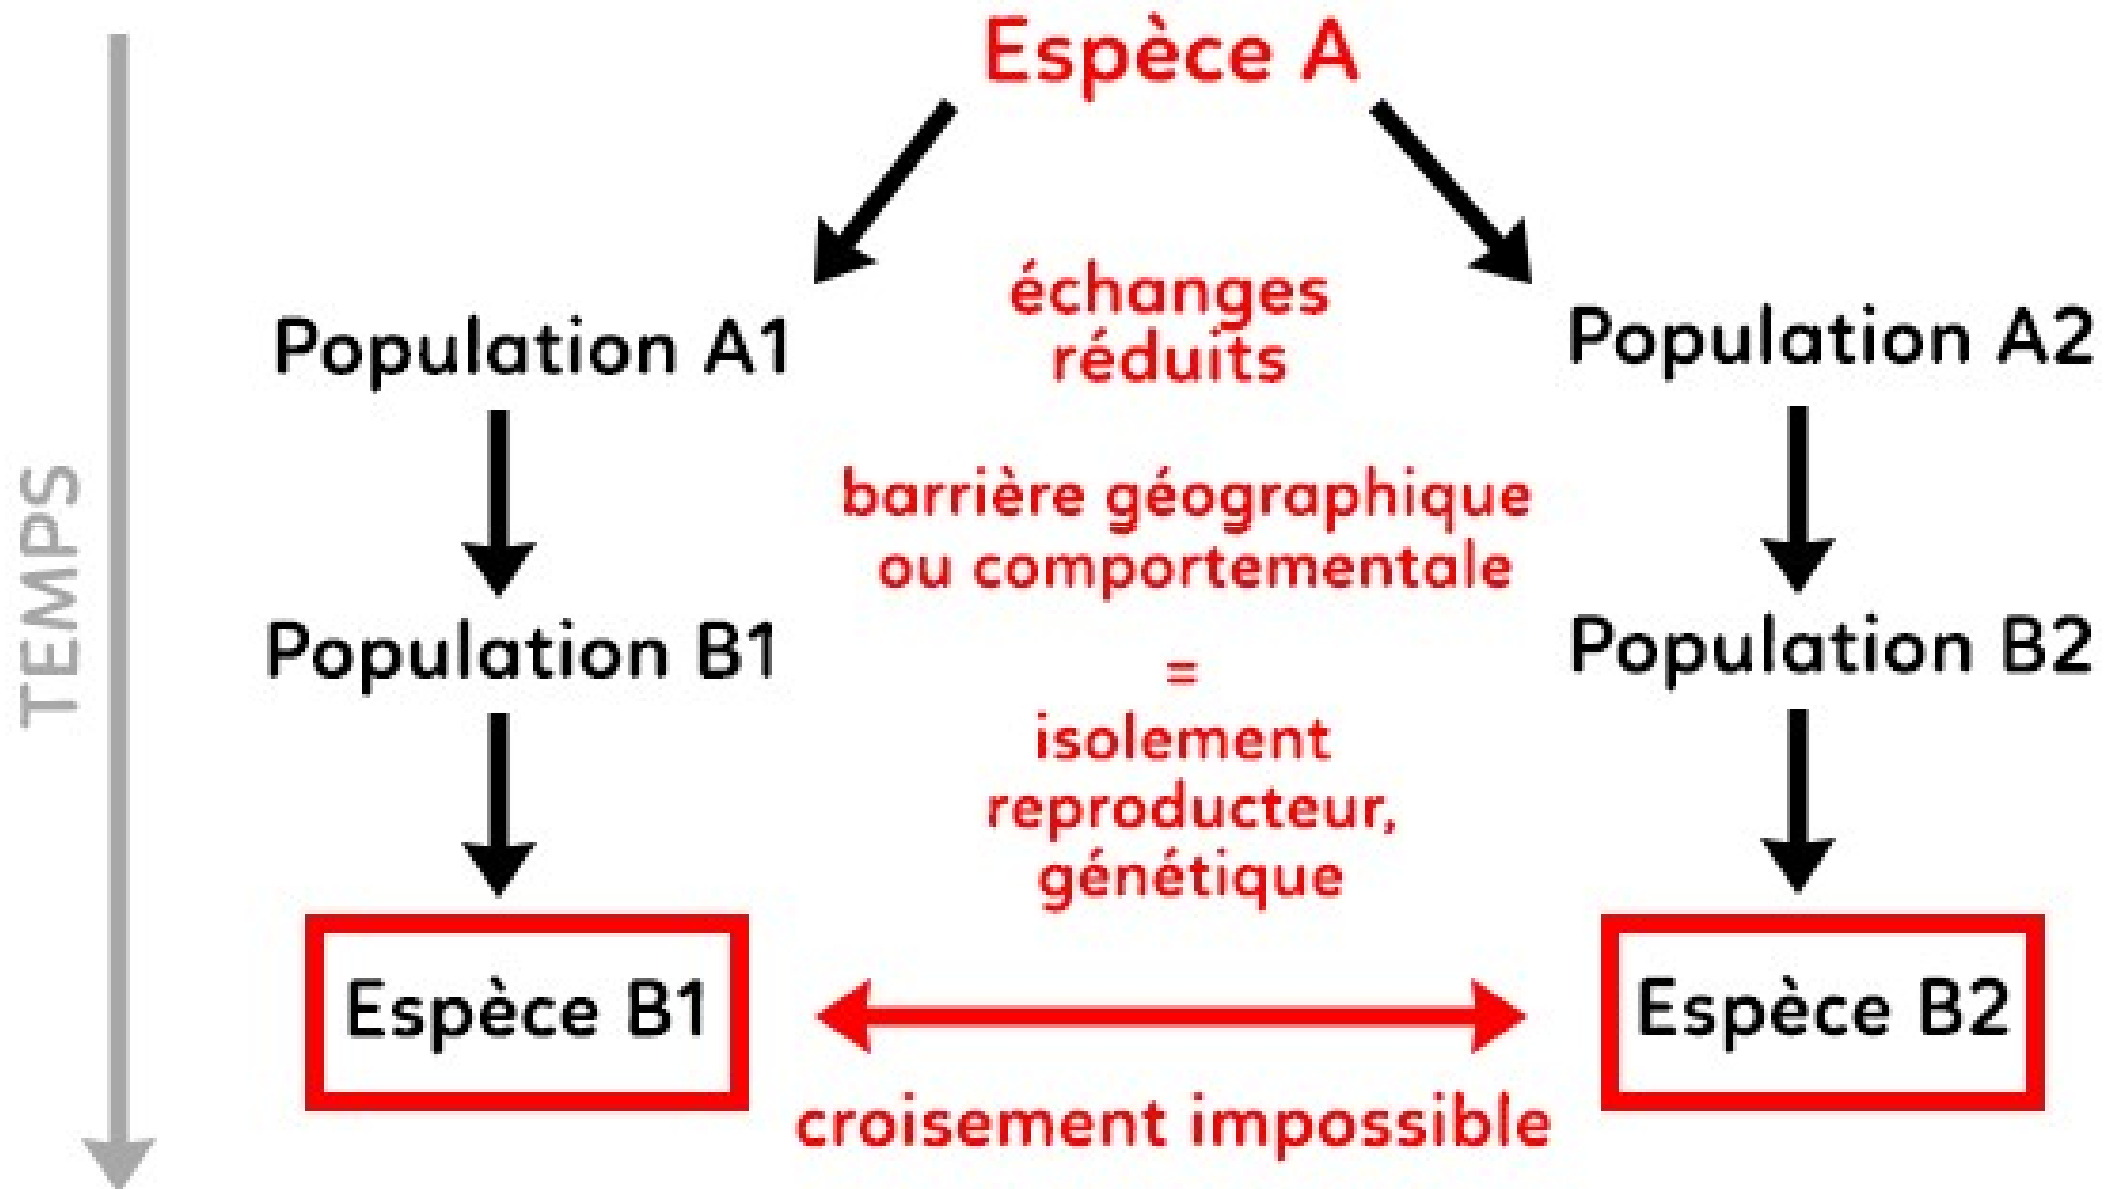 Espèce A
échanges
réduits
Population A1
Population A2
barrière géographique
ou comportementale
TEMPS
Population B1
=
Population B2
isolement
reproducteur,
génétique
Espèce B1
Espèce B2
croisement impossible